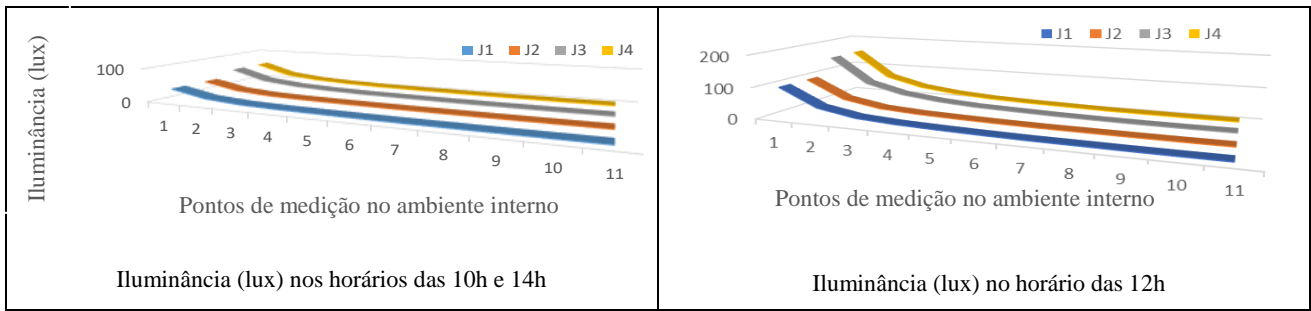 Iluminância (lux)
J1 J2 J3 J4
100
0
1 2 3 4 5 6 7 8 9 10 11
Pontos de medição no ambiente interno
Iluminância (lux) nos horários das 10h e 14h
J1 J2 J3 J4
200
100
0
1 2 3 4 5 6 7 8 9 10 11
Pontos de medição no ambiente interno
Iluminância (lux) no horário das 12h